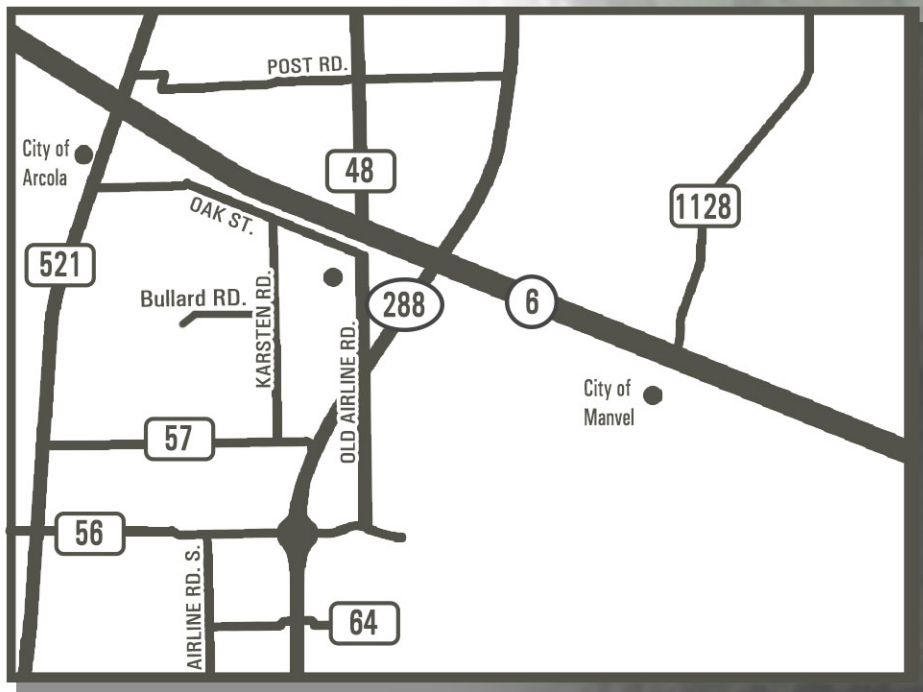 POST RD.
City of
Arcola
48
1128
OAK ST.
521
Bullard RD.
KARSTEN RD.
288
6
OLD AIRLINE RD.
City of
Manvel
57
56
AIRLINE RD. S.
64